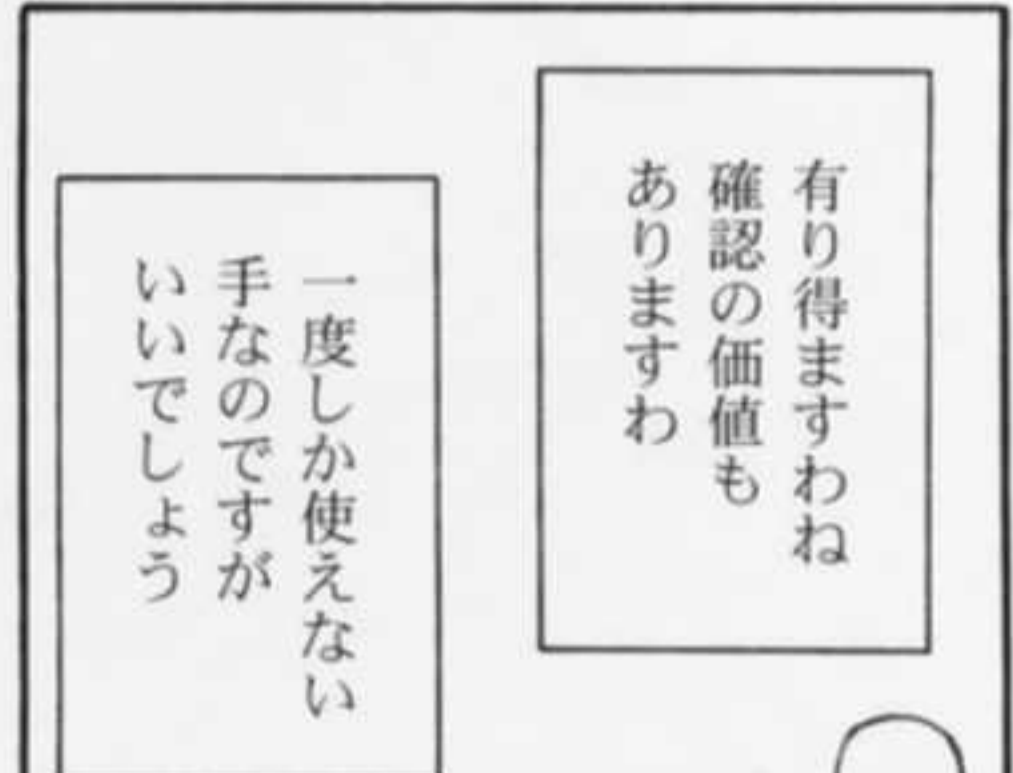 有り得ますわね
確認の価値も
ありますわ
一度しか使えない
手なのですが
いいでしょう